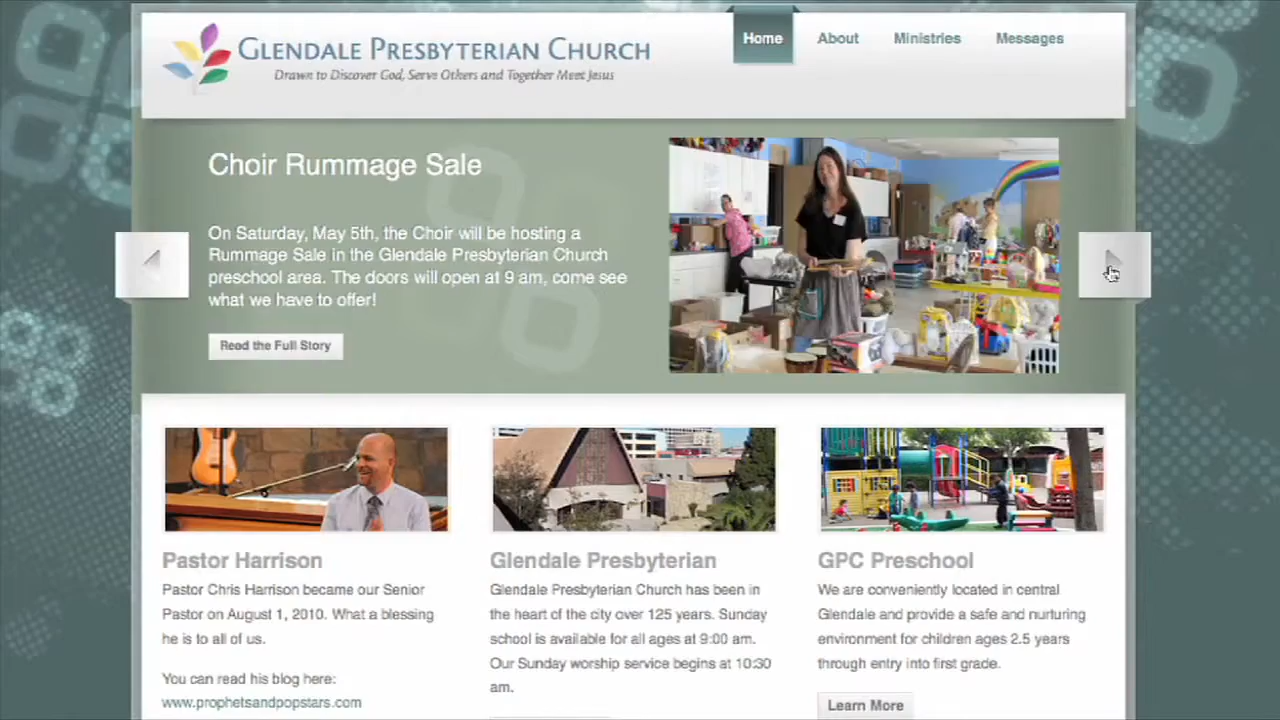 GLENDALE PRESBYTERIAN CHURCH
Drawn to Discover God, Serve Others and Together Meet Jesus
Home About Ministries Messages
Choir Rummage Sale
On Saturday, May 5th, the Choir will be hosting a
Rummage Sale in the Glendale Presbyterian Church
preschool area. The doors will open at 9 am, come see
what we have to offer!
Read the Full Story
Pastor Harrison
Pastor Chris Harrison became our Senior
Pastor on August 1, 2010. What a blessing
he is to all of us.
You can read his blog here:
www.prophetsandpopstars.com
Glendale Presbyterian
Glendale Presbyterian Church has been in
the heart of the city over 125 years. Sunday
school is available for all ages at 9:00 am.
Our Sunday worship service begins at 10:30
am.
GPC Preschool
We are conveniently located in central
Glendale and provide a safe and nurturing
environment for children ages 2.5 years
through entry into first grade.
Learn More